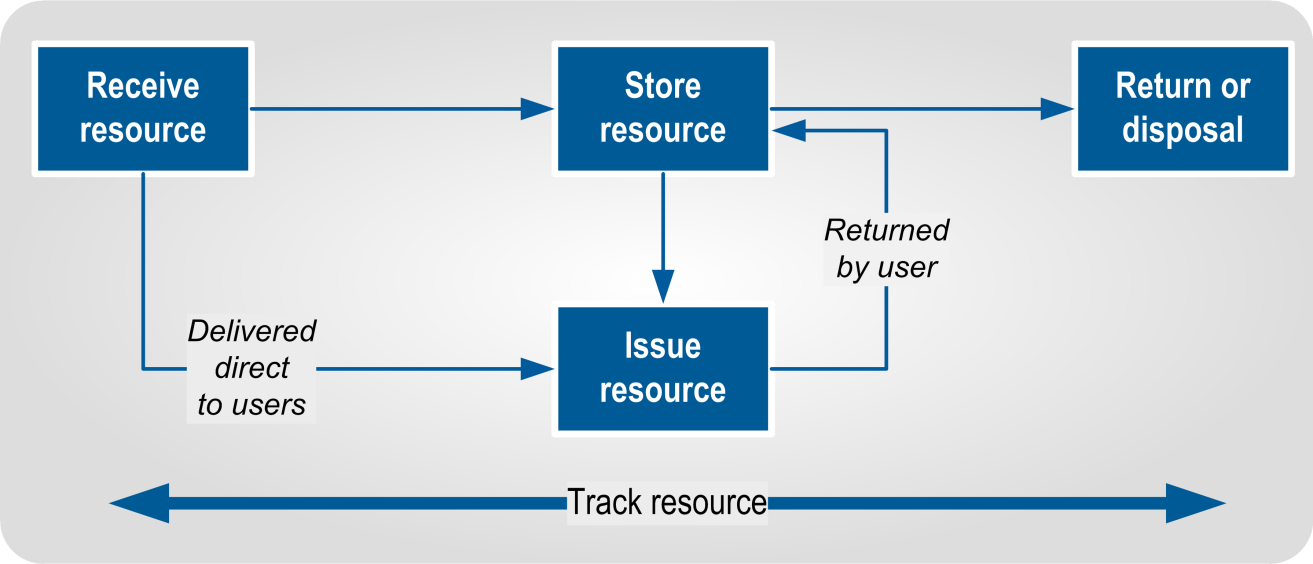 Receive
resource
Store
resource
Return or
disposal
Returned
by user
Delivered
direct
to users
Issue
resource
Track resource